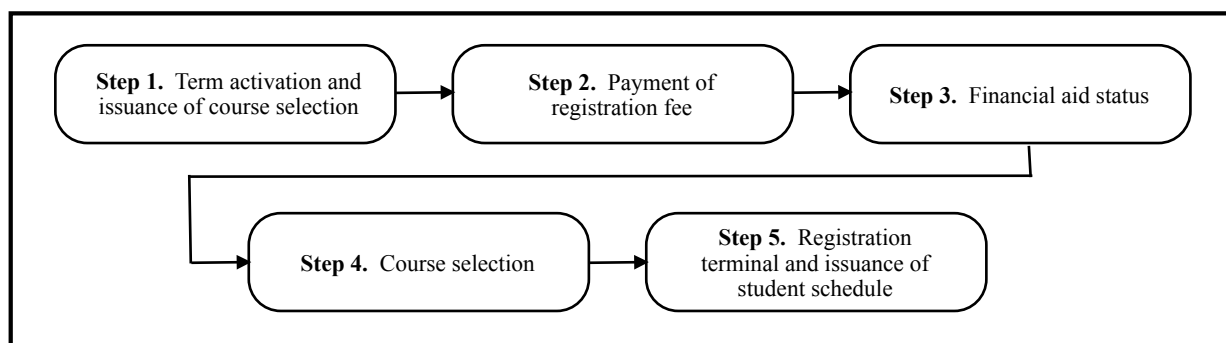 Step 1. Term activation and
issuance of course selection
Step 2. Payment of
registration fee
Step 3. Financial aid status
Step 4. Course selection
Step 5. Registration
terminal and issuance of
student schedule